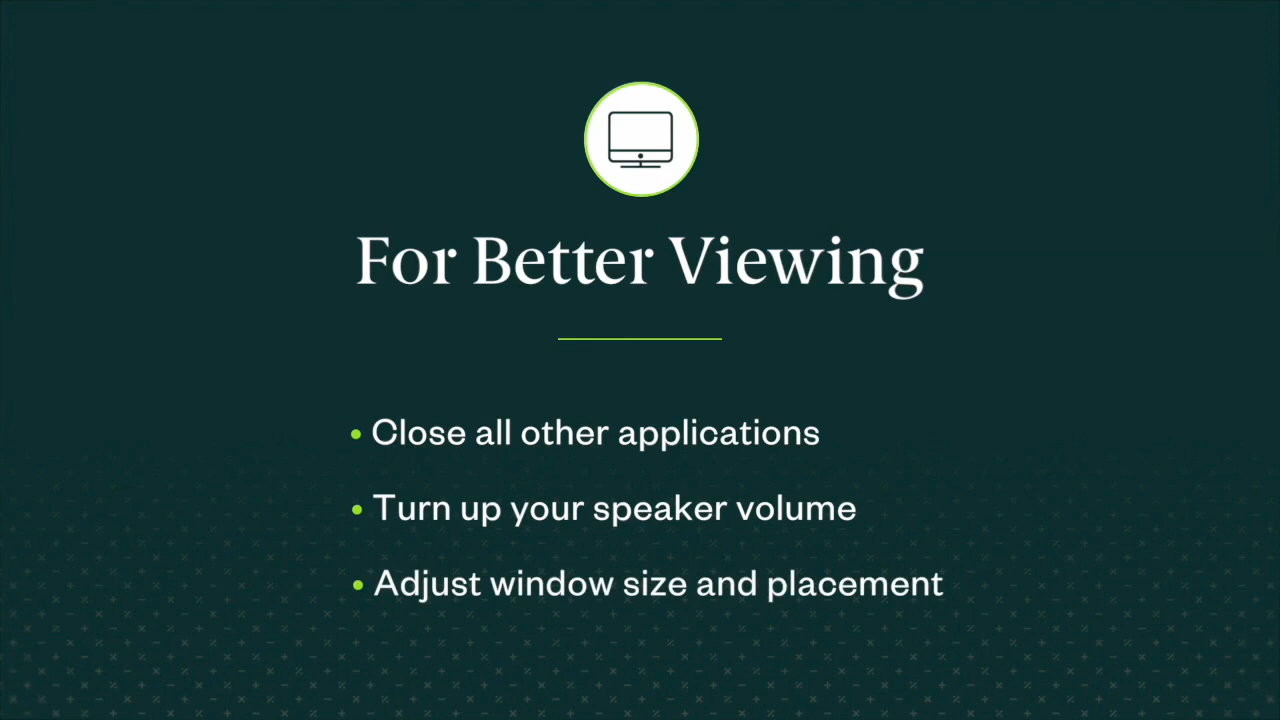 For Better Viewing
• Close all other applications
• Turn up your speaker volume
• Adjust window size and placement